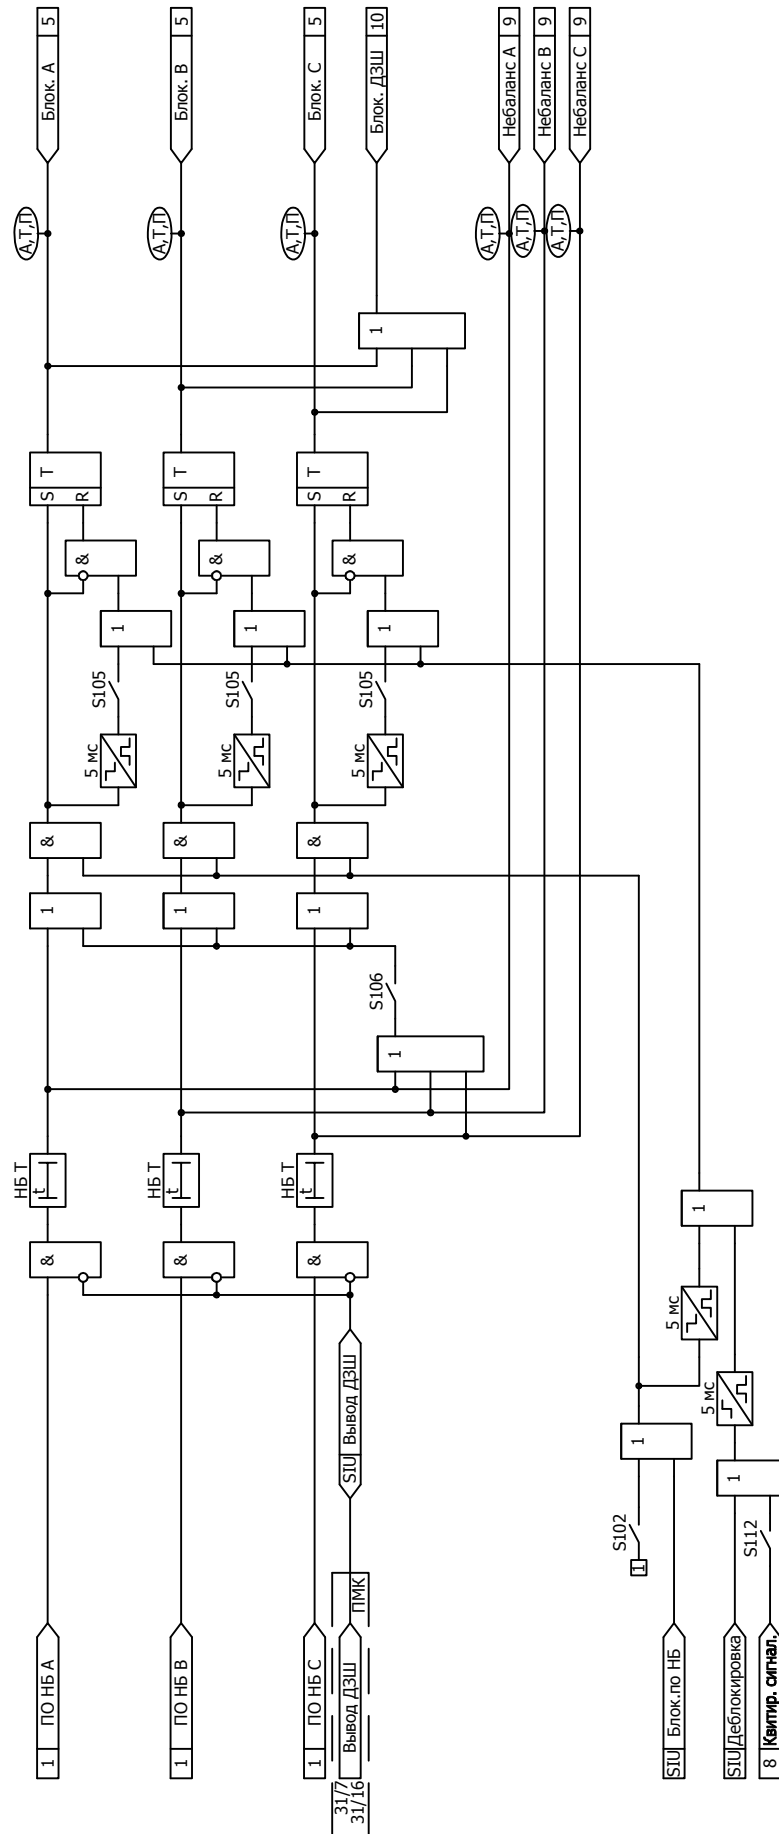 Блок. А 5
Блок. В 5
Блок. С 5
Блок. ДЗШ 10
Небаланс А 9
Небаланс В 9
Небаланс С 9
А,Т,П
А,Т,П
А,Т,П
А,Т,П
А,Т,П
А,Т,П
1
T
S
R
T
S
R
T
S
R
&
&
&
1
1
1
S105
S105
S105
5 мс
5 мс
5 мс
&
&
&
1
1
1
S106
1
НБ Т
t
НБ Т
t
НБ Т
t
&
&
&
1
5 мс
5 мс
1
1
S102
1
S112
SIU Вывод ДЗШ
ПМК
1 ПО НБ А
1 ПО НБ В
1 ПО НБ С
31/7
31/16
Вывод ДЗШ
SIU Блок.по НБ
SIU Деблокировка
8 Квитир. сигнал.